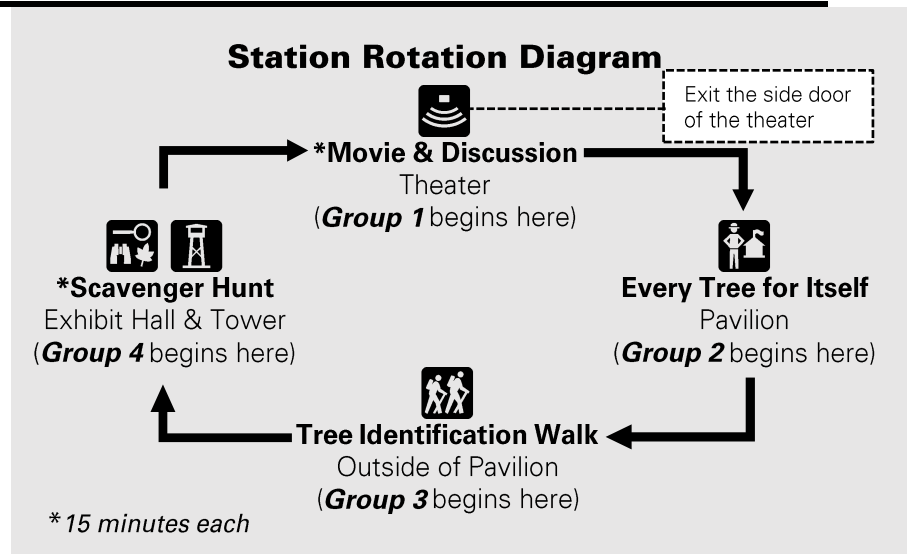 Station Rotation Diagram
Exit the side door
of the theater
*Movie & Discussion
Theater
(Group 1 begins here)
*Scavenger Hunt
Exhibit Hall & Tower
(Group 4 begins here)
Every Tree for Itself
Pavilion
(Group 2 begins here)
Tree Identification Walk
Outside of Pavilion
(Group 3 begins here)
*15 minutes each